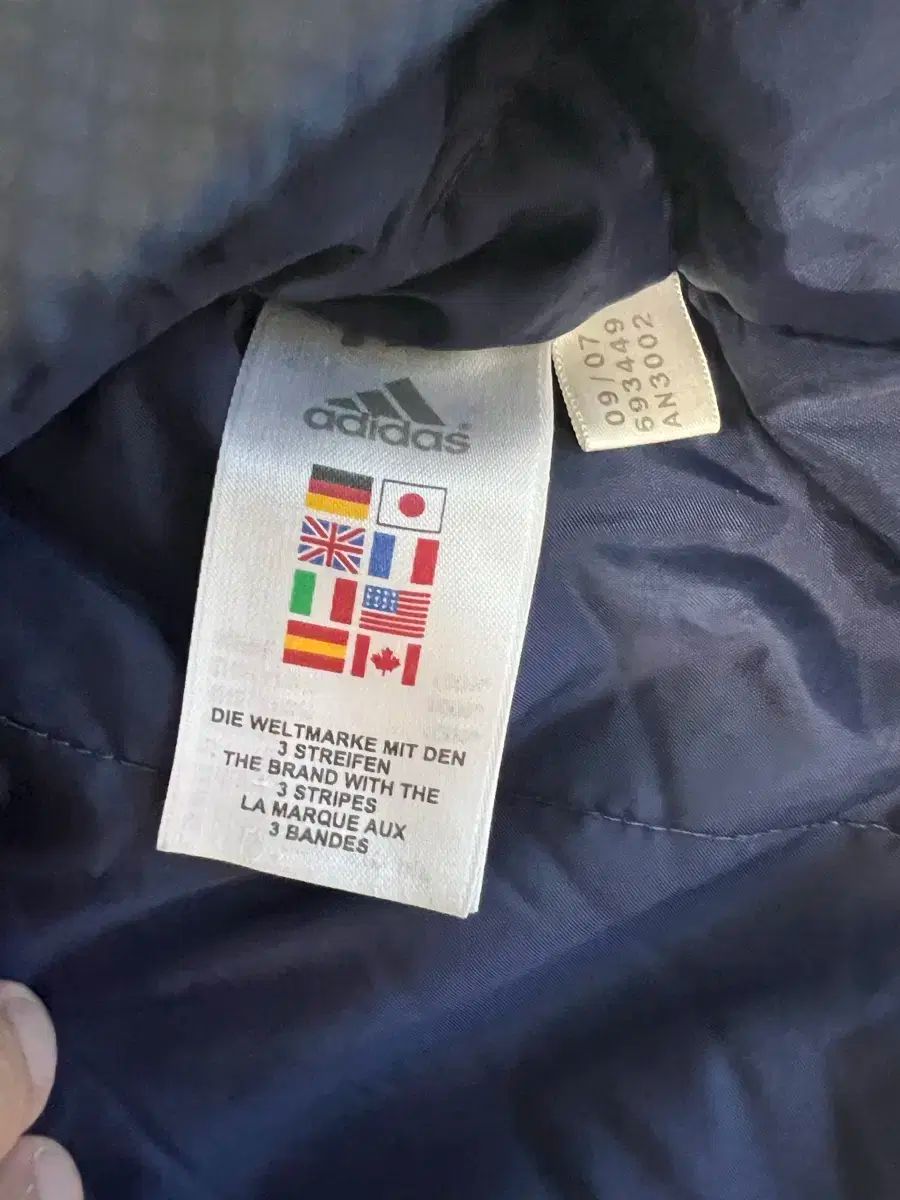 adidas®
DIE WELTMARKE MIT DEN
3 STREIFEN
THE BRAND WITH THE
3 STRIPES
LA MARQUE AUX
3 BANDES
09/07
693449
AN3002